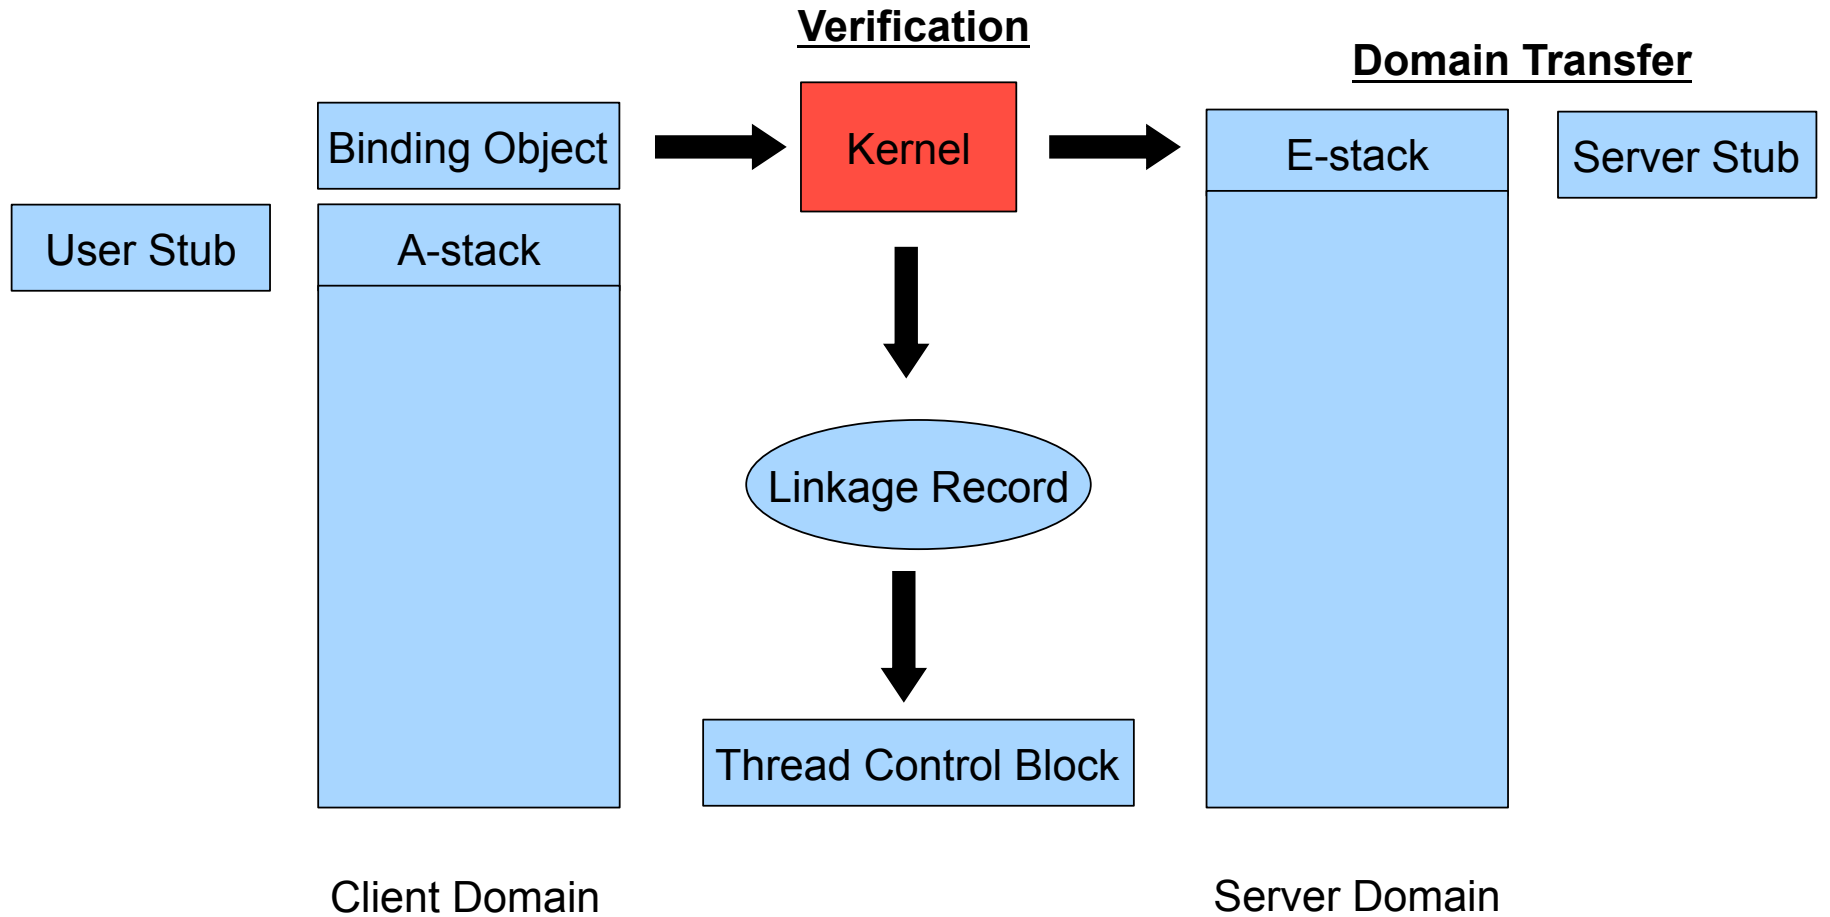 Verification
Domain Transfer
Binding Object
Kernel
E-stack
Server Stub
User Stub
A-stack
Linkage Record
Thread Control Block
Client Domain
Server Domain